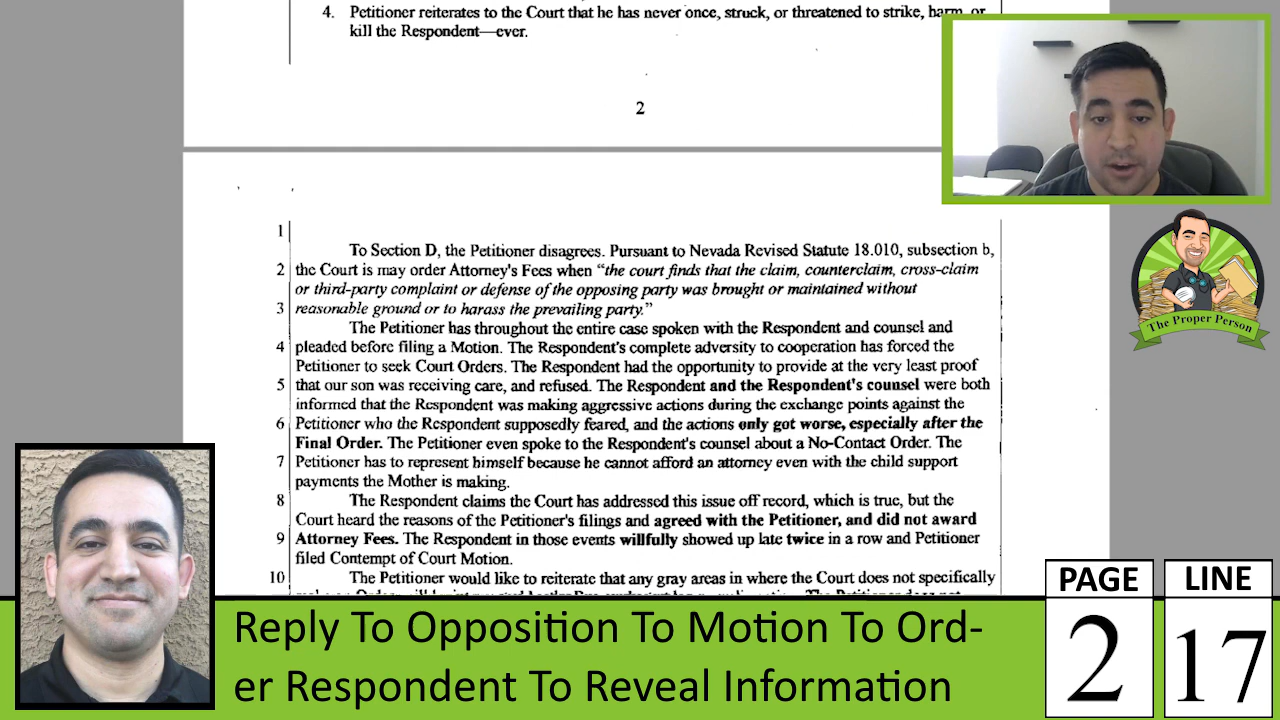 4. Petitioner reiterates to the Court that he has never once, struck, or threatened to strike, harm, or
kill the Respondent—ever.
2
1
To Section D, the Petitioner disagrees. Pursuant to Nevada Revised Statute 18.010, subsection b,
2 the Court is may order Attorney's Fees when "the court finds that the claim, counterclaim, cross-claim
or third-party complaint or defense of the opposing party was brought or maintained without
3 reasonable ground or to harass the prevailing party."
The Petitioner has throughout the entire case spoken with the Respondent and counsel and
4 pleaded before filing a Motion. The Respondent's complete adversity to cooperation has forced the
Petitioner to seek Court Orders. The Respondent had the opportunity to provide at the very least proof
5 that our son was receiving care, and refused. The Respondent and the Respondent's counsel were both
informed that the Respondent was making aggressive actions during the exchange points against the
6 Petitioner who the Respondent supposedly feared, and the actions only got worse, especially after the
Final Order. The Petitioner even spoke to the Respondent's counsel about a No-Contact Order. The
7 Petitioner has to represent himself because he cannot afford an attorney even with the child support
payments the Mother is making.
8 The Respondent claims the Court has addressed this issue off record, which is true, but the
Court heard the reasons of the Petitioner's filings and agreed with the Petitioner, and did not award
9 Attorney Fees. The Respondent in those events willfully showed up late twice in a row and Petitioner
filed Contempt of Court Motion.
10 The Petitioner would like to reiterate that any gray areas in where the Court does not specifically
The Proper Person
Reply To Opposition To Motion To Ord-
er Respondent To Reveal Information
PAGE
2
LINE
17